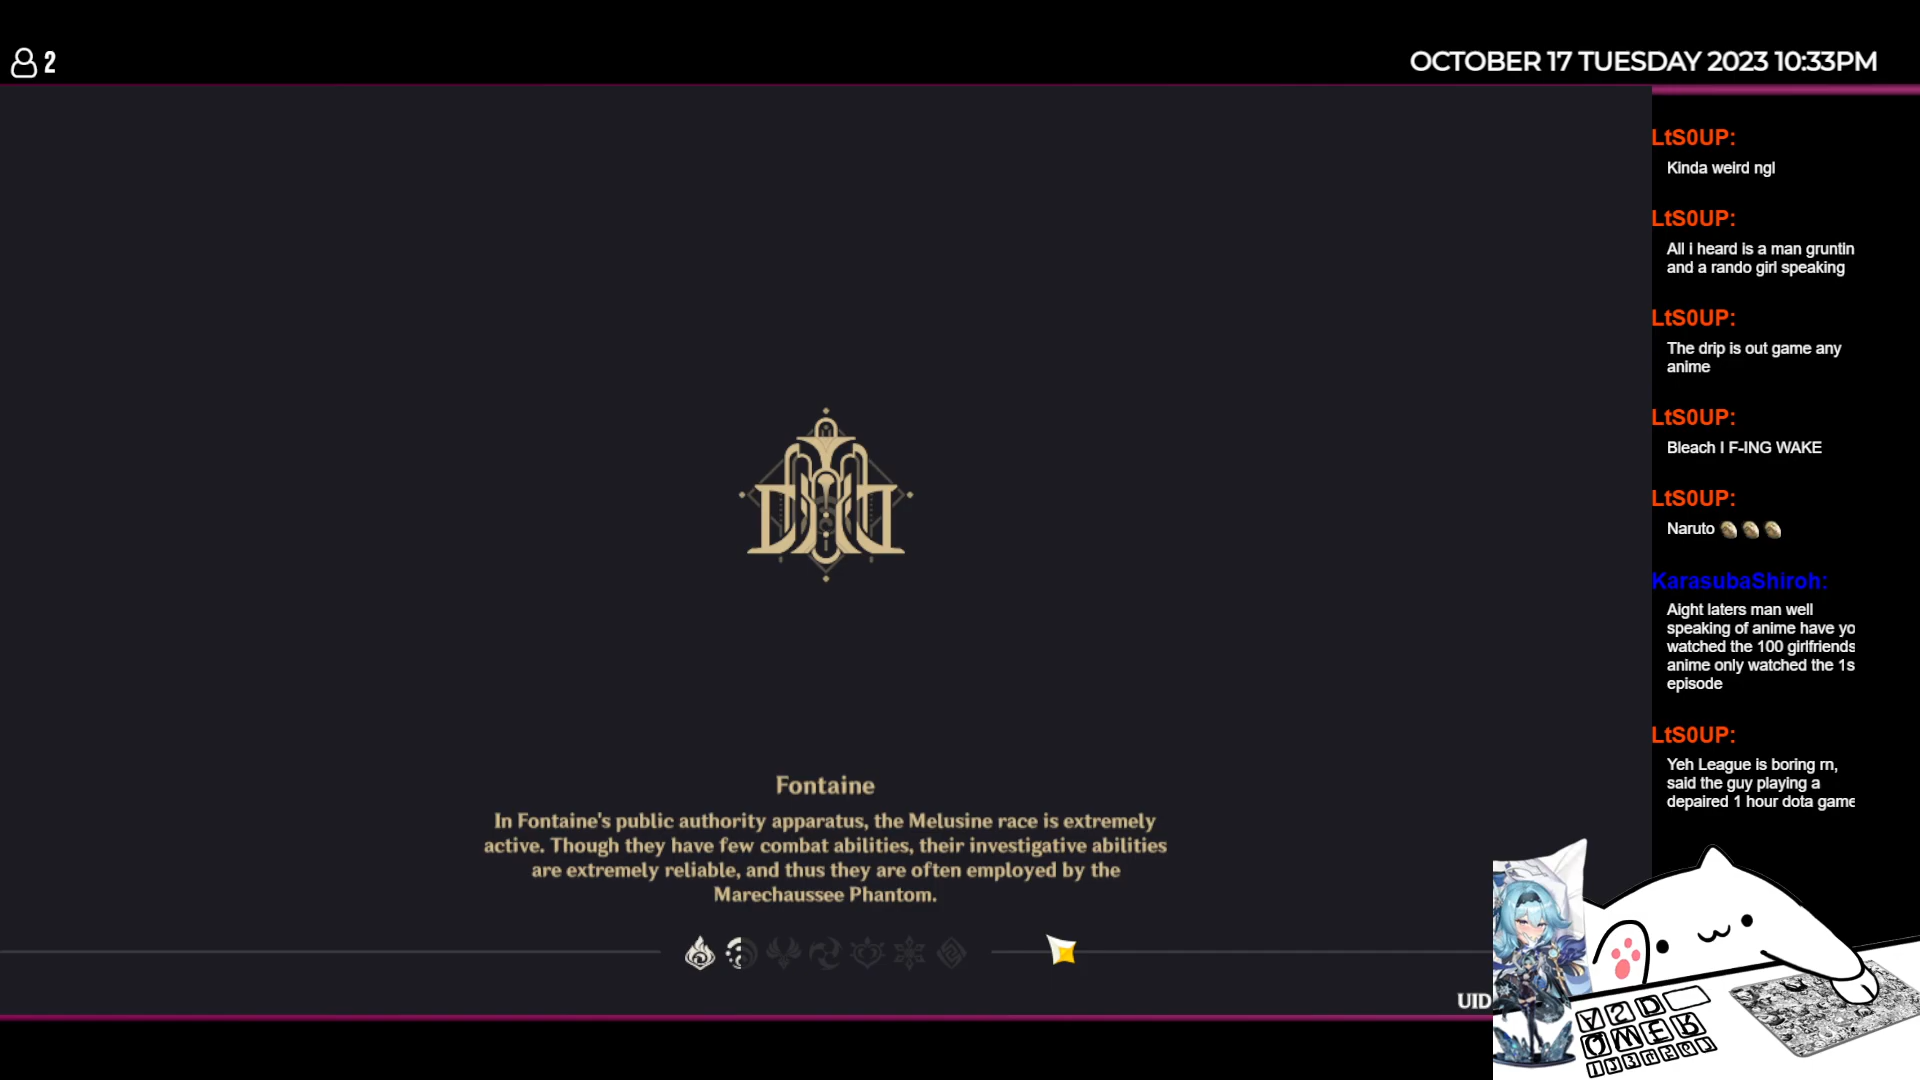 2
OCTOBER 17 TUESDAY 2023 10:33PM
LtS0UP:
Kinda weird ngl
LtS0UP:
All i heard is a man gruntin
and a rando girl speaking
LtS0UP:
The drip is out game any
anime
LtS0UP:
Bleach I F-ING WAKE
LtS0UP:
Naruto
KarasubaShiroh:
Aight laters man well
speaking of anime have yo
watched the 100 girlfriends
anime only watched the 1s
episode
LtS0UP:
Yeh League is boring rn,
said the guy playing a
depaired 1 hour dota game
Fontaine
In Fontaine's public authority apparatus, the Melusine race is extremely
active. Though they have few combat abilities, their investigative abilities
are extremely reliable, and thus they are often employed by the
Marechaussee Phantom.
UID